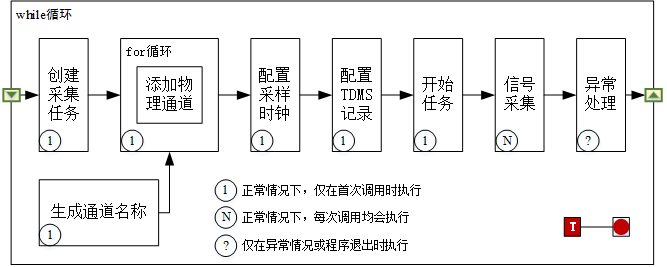 while循环
创建
采集
任务
1
for循环
添加物
理通道
1
配置
采样
时钟
1
配置
TDMS
记录
1
开始
任务
1
信号
采集
N
异常
处理
?
生成通道名称
1
1 正常情况下，仅在首次调用时执行
N 正常情况下，每次调用均会执行
? 仅在异常情况或程序退出时执行
T